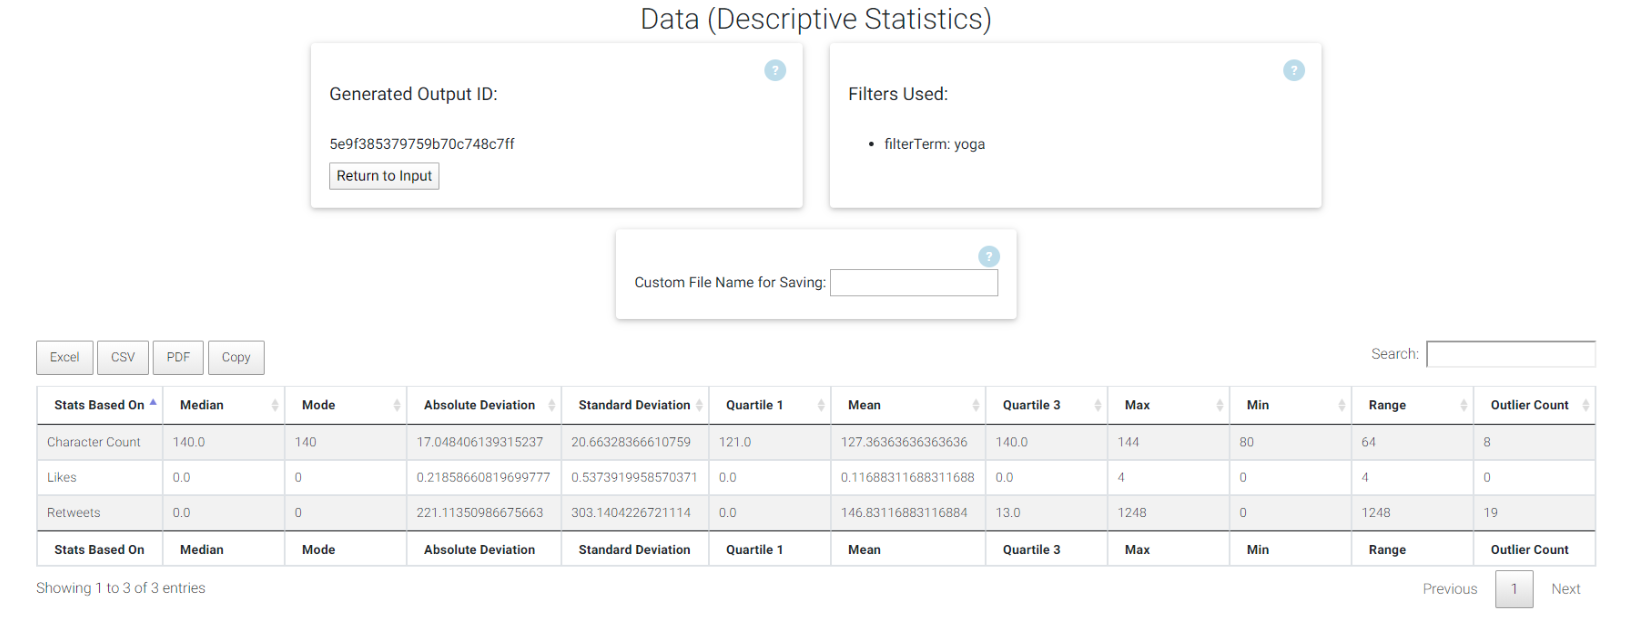 Data (Descriptive Statistics)
?
Generated Output ID:
5e9f385379759b70c748c7ff
Return to Input
?
Filters Used:
• filterTerm: yoga
?
Custom File Name for Saving:
Excel CSV PDF Copy
Search:
Stats Based On Median Mode Absolute Deviation Standard Deviation Quartile 1 Mean Quartile 3 Max Min Range Outlier Count
Character Count 140.0 140 17.048406139315237 20.66328366610759 121.0 127.36363636363636 140.0 144 80 64 8
Likes 0.0 0 0.21858660819699777 0.5373919958570371 0.0 0.11688311688311688 0.0 4 0 4 0
Retweets 0.0 0 221.11350986675663 303.1404226721114 0.0 146.83116883116884 13.0 1248 0 1248 19
Stats Based On Median Mode Absolute Deviation Standard Deviation Quartile 1 Mean Quartile 3 Max Min Range Outlier Count
Showing 1 to 3 of 3 entries
Previous 1 Next